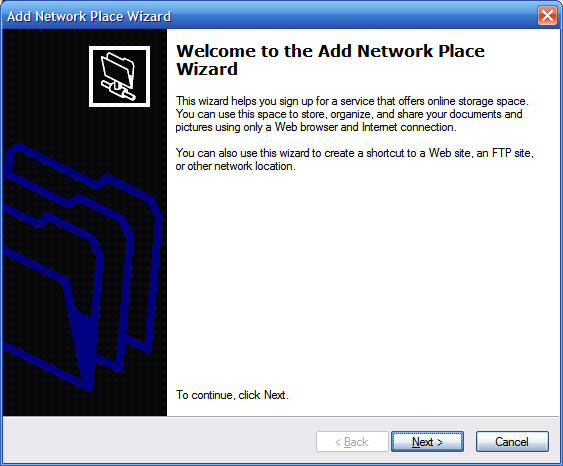 Add Network Place Wizard
Welcome to the Add Network Place
Wizard
This wizard helps you sign up for a service that offers online storage space.
You can use this space to store, organize, and share your documents and
pictures using only a Web browser and Internet connection.
You can also use this wizard to create a shortcut to a Web site, an FTP site,
or other network location.
To continue, click Next.
< Back Next > Cancel